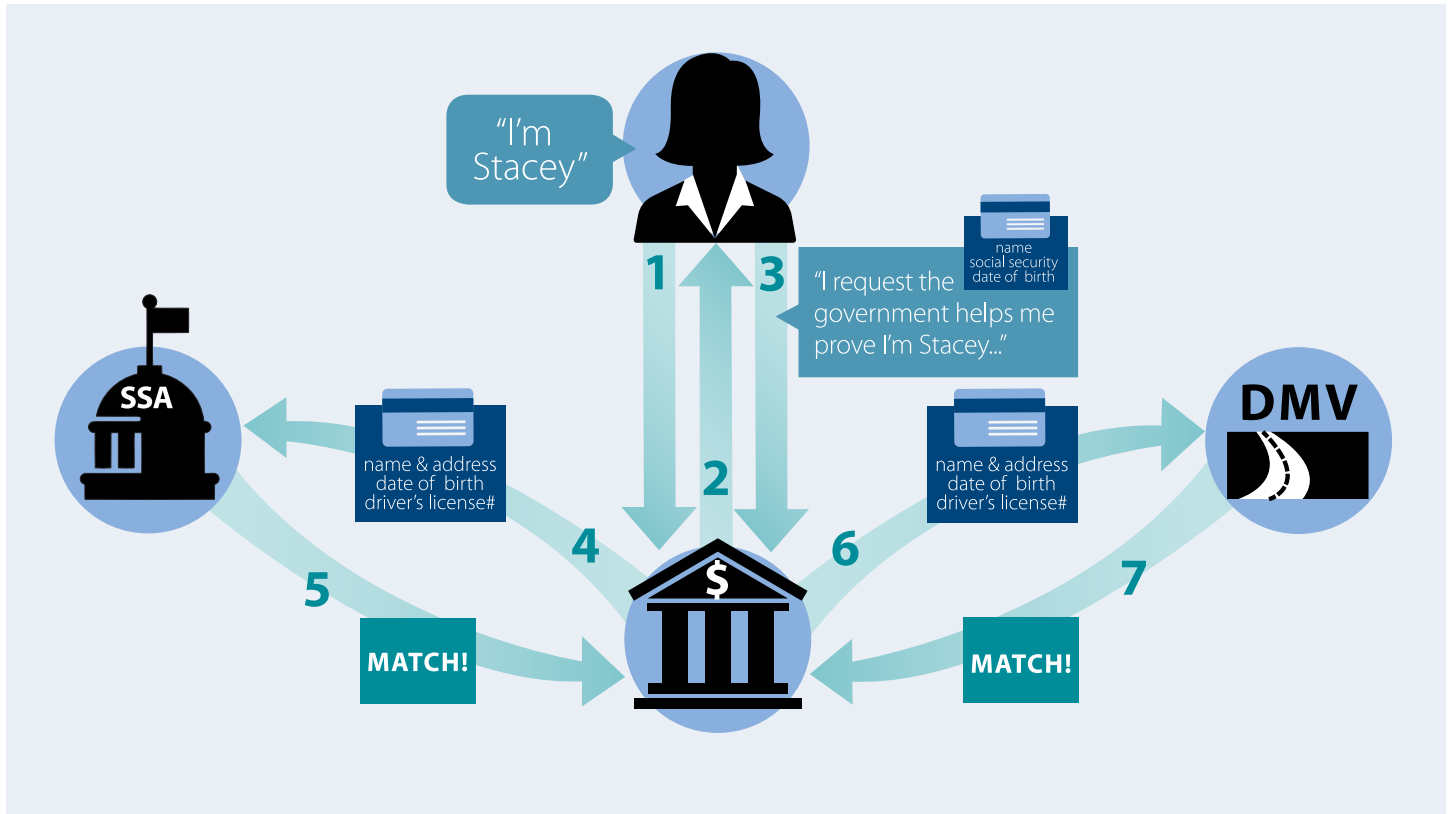 “I’m
Stacey”
1
3
name
social security
date of birth
“I request the
government helps me
prove I’m Stacey...”
SSA
DMV
name & address
date of birth
driver’s license#
name & address
date of birth
driver’s license#
2
4
6
5
7
$
MATCH!
MATCH!